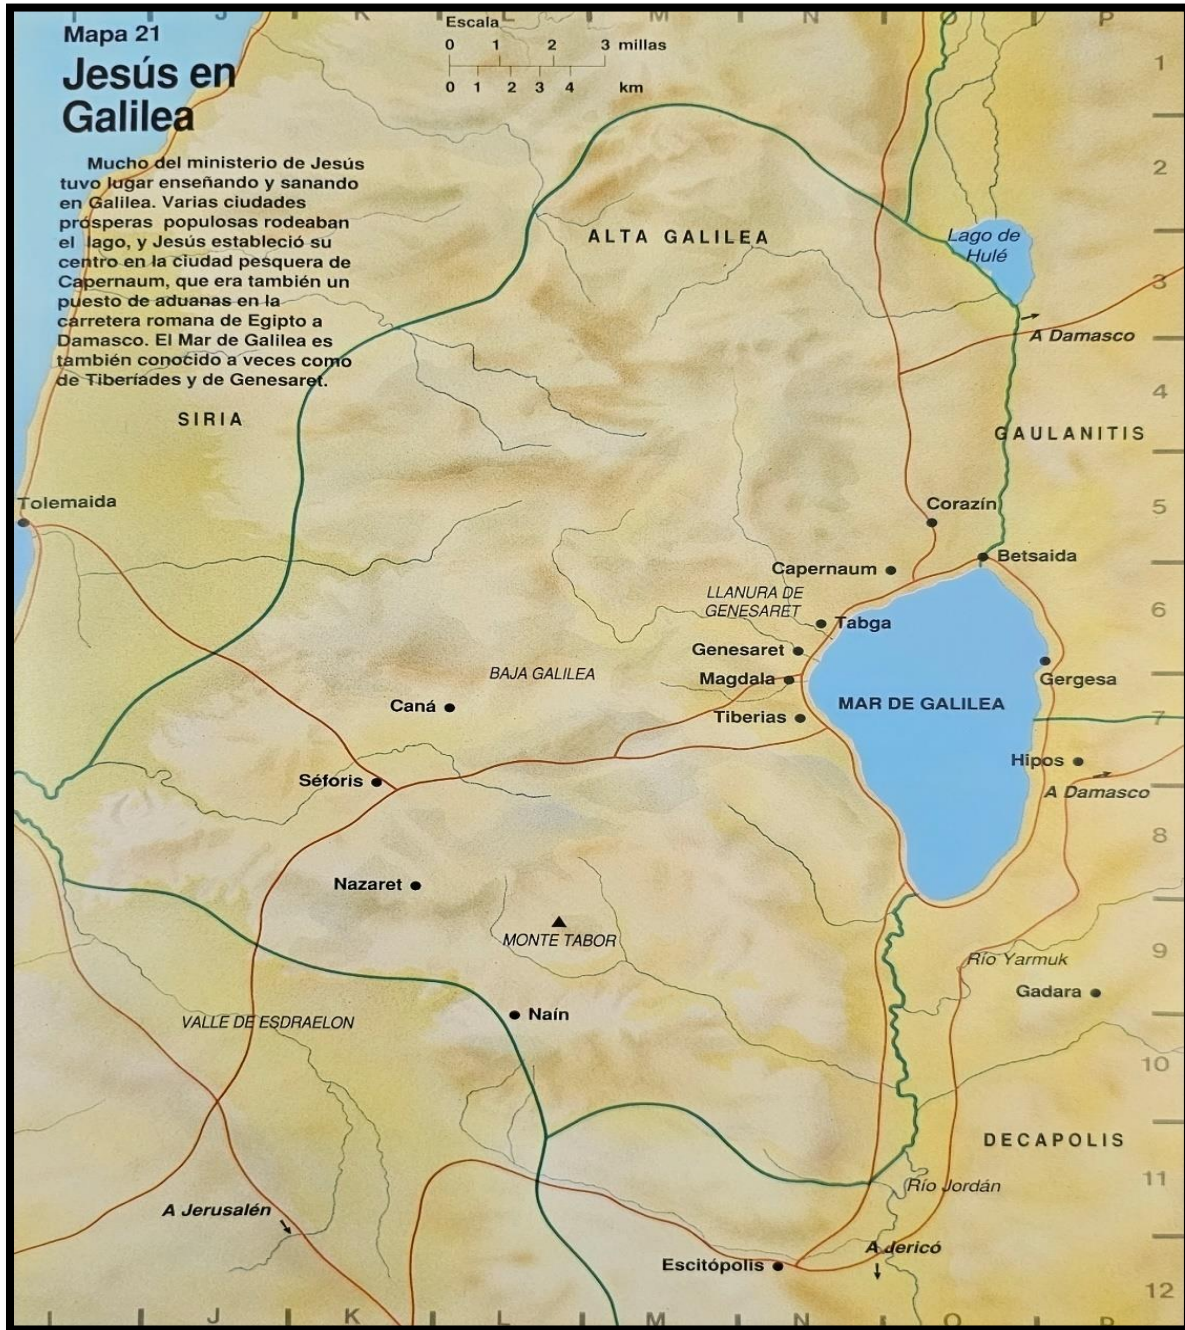 J
K
L
M
N
O
P
Mapa 21
Jesús en
Galilea
Escala
0 1 2 3 millas
0 1 2 3 4 km
Mucho del ministerio de Jesús
tuvo lugar enseñando y sanando
en Galilea. Varias ciudades
prósperas populosas rodeaban
el lago, y Jesús estableció su
centro en la ciudad pesquera de
Capernaum, que era también un
puesto de aduanas en la
carretera romana de Egipto a
Damasco. El Mar de Galilea es
también conocido a veces como
de Tiberíades y de Genesaret.
1
2
ALTA GALILEA
Lago de
Hulé
3
A Damasco
4
SIRIA
GAULANITIS
Tolemaida
Corazín
5
Betsaida
Capernaum
LLANURA DE
GENESARET
6
Tabga
Genesaret
BAJA GALILEA
Magdala
Gergesa
Caná
MAR DE GALILEA
Tiberias
7
Séforis
Hipos
A Damasco
8
Nazaret
MONTE TABOR
9
Río Yarmuk
Gadara
Naín
VALLE DE ESDRAELON
10
DECAPOLIS
11
Río Jordán
A Jerusalén
A Jericó
Escitópolis
12
J
K
L
M
N
O
P